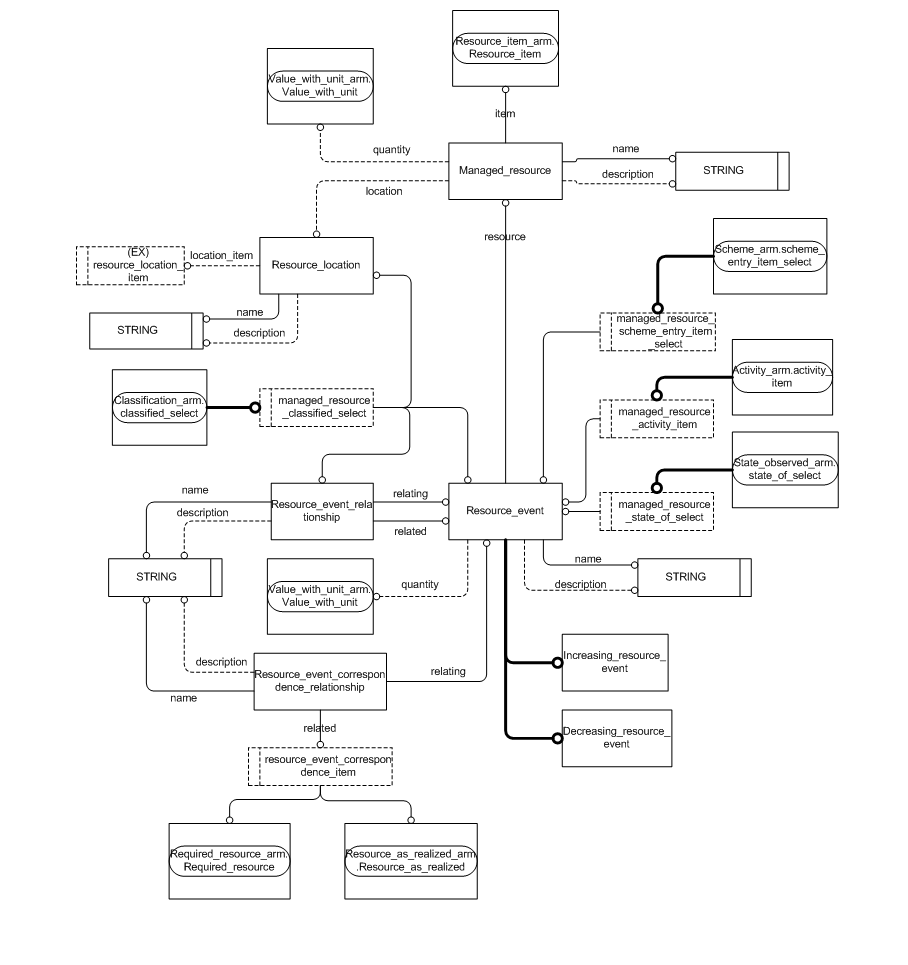 Resource_item_arm.
Resource_item
Value_with_unit_arm.
Value_with_unit
item
quantity
Managed_resource
name
STRING
description
location
resource
Scheme_arm.scheme_
entry_item_select
(EX)
resource_location_
item
location_item
Resource_location
name
STRING
description
managed_resource_
scheme_entry_item
_select
Activity_arm.activity_
item
Classification_arm.
classified_select
managed_resource
_classified_select
managed_resource
_activity_item
State_observed_arm.
state_of_select
name
description
Resource_event_rela
tionship
relating
related
Resource_event
managed_resource
_state_of_select
STRING
Value_with_unit_arm.
Value_with_unit
quantity
name
description
STRING
description
name
Resource_event_correspon
dence_relationship
relating
Increasing_resource_
event
related
Decreasing_resource_
event
resource_event_correspon
dence_item
Required_resource_arm.
Required_resource
Resource_as_realized_arm
.Resource_as_realized